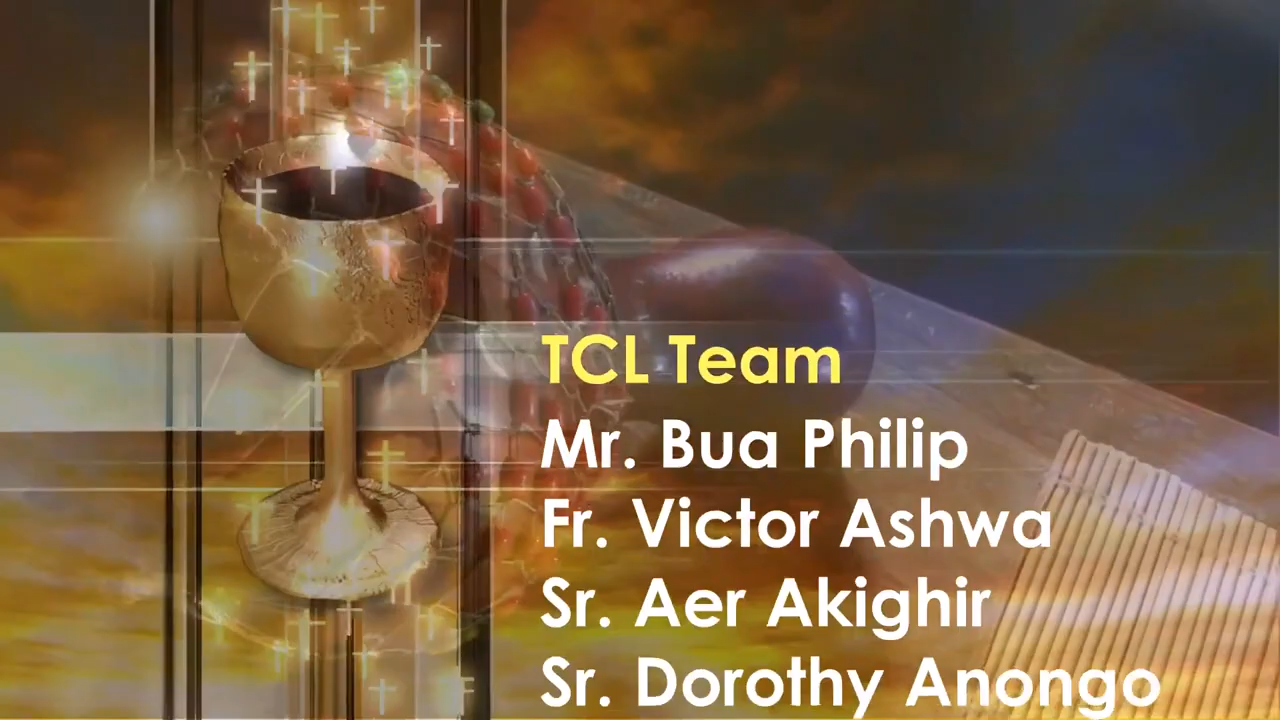 TCL Team
Mr. Bua Philip
Fr. Victor Ashwa
Sr. Aer Akighir
Sr. Dorothy Anongo